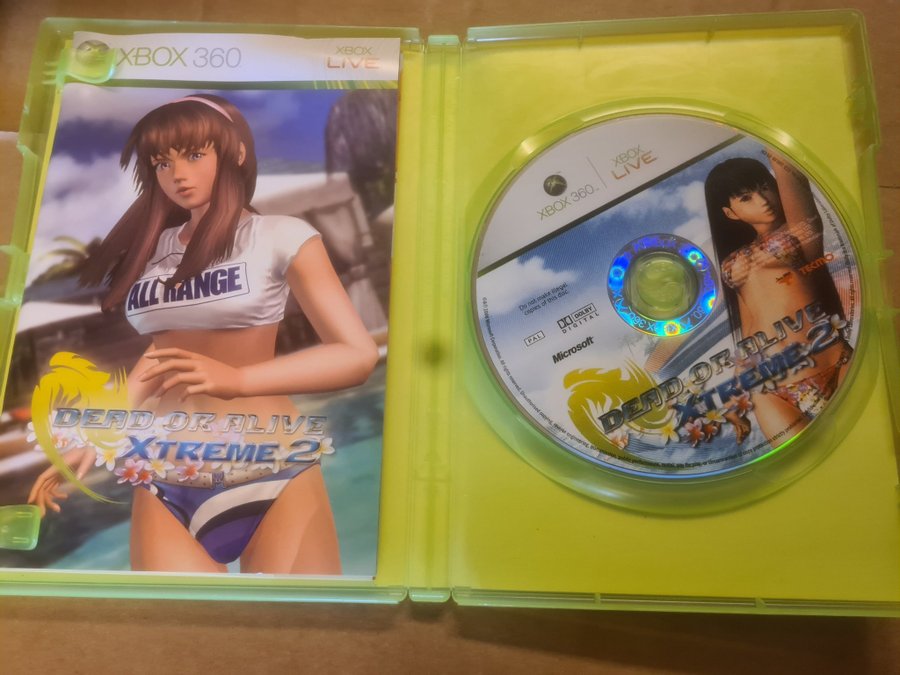 XBOX 360
XBOX
LIVE
ALL RANGE
DEAD OR ALIVE
XTREME 2
XBOX 360
XBOX
LIVE
TECMO
Do not make illegal
copies of this disc.
PAL
DOLBY
DIGITAL
Microsoft
DEAD OR ALIVE
XTREME 2